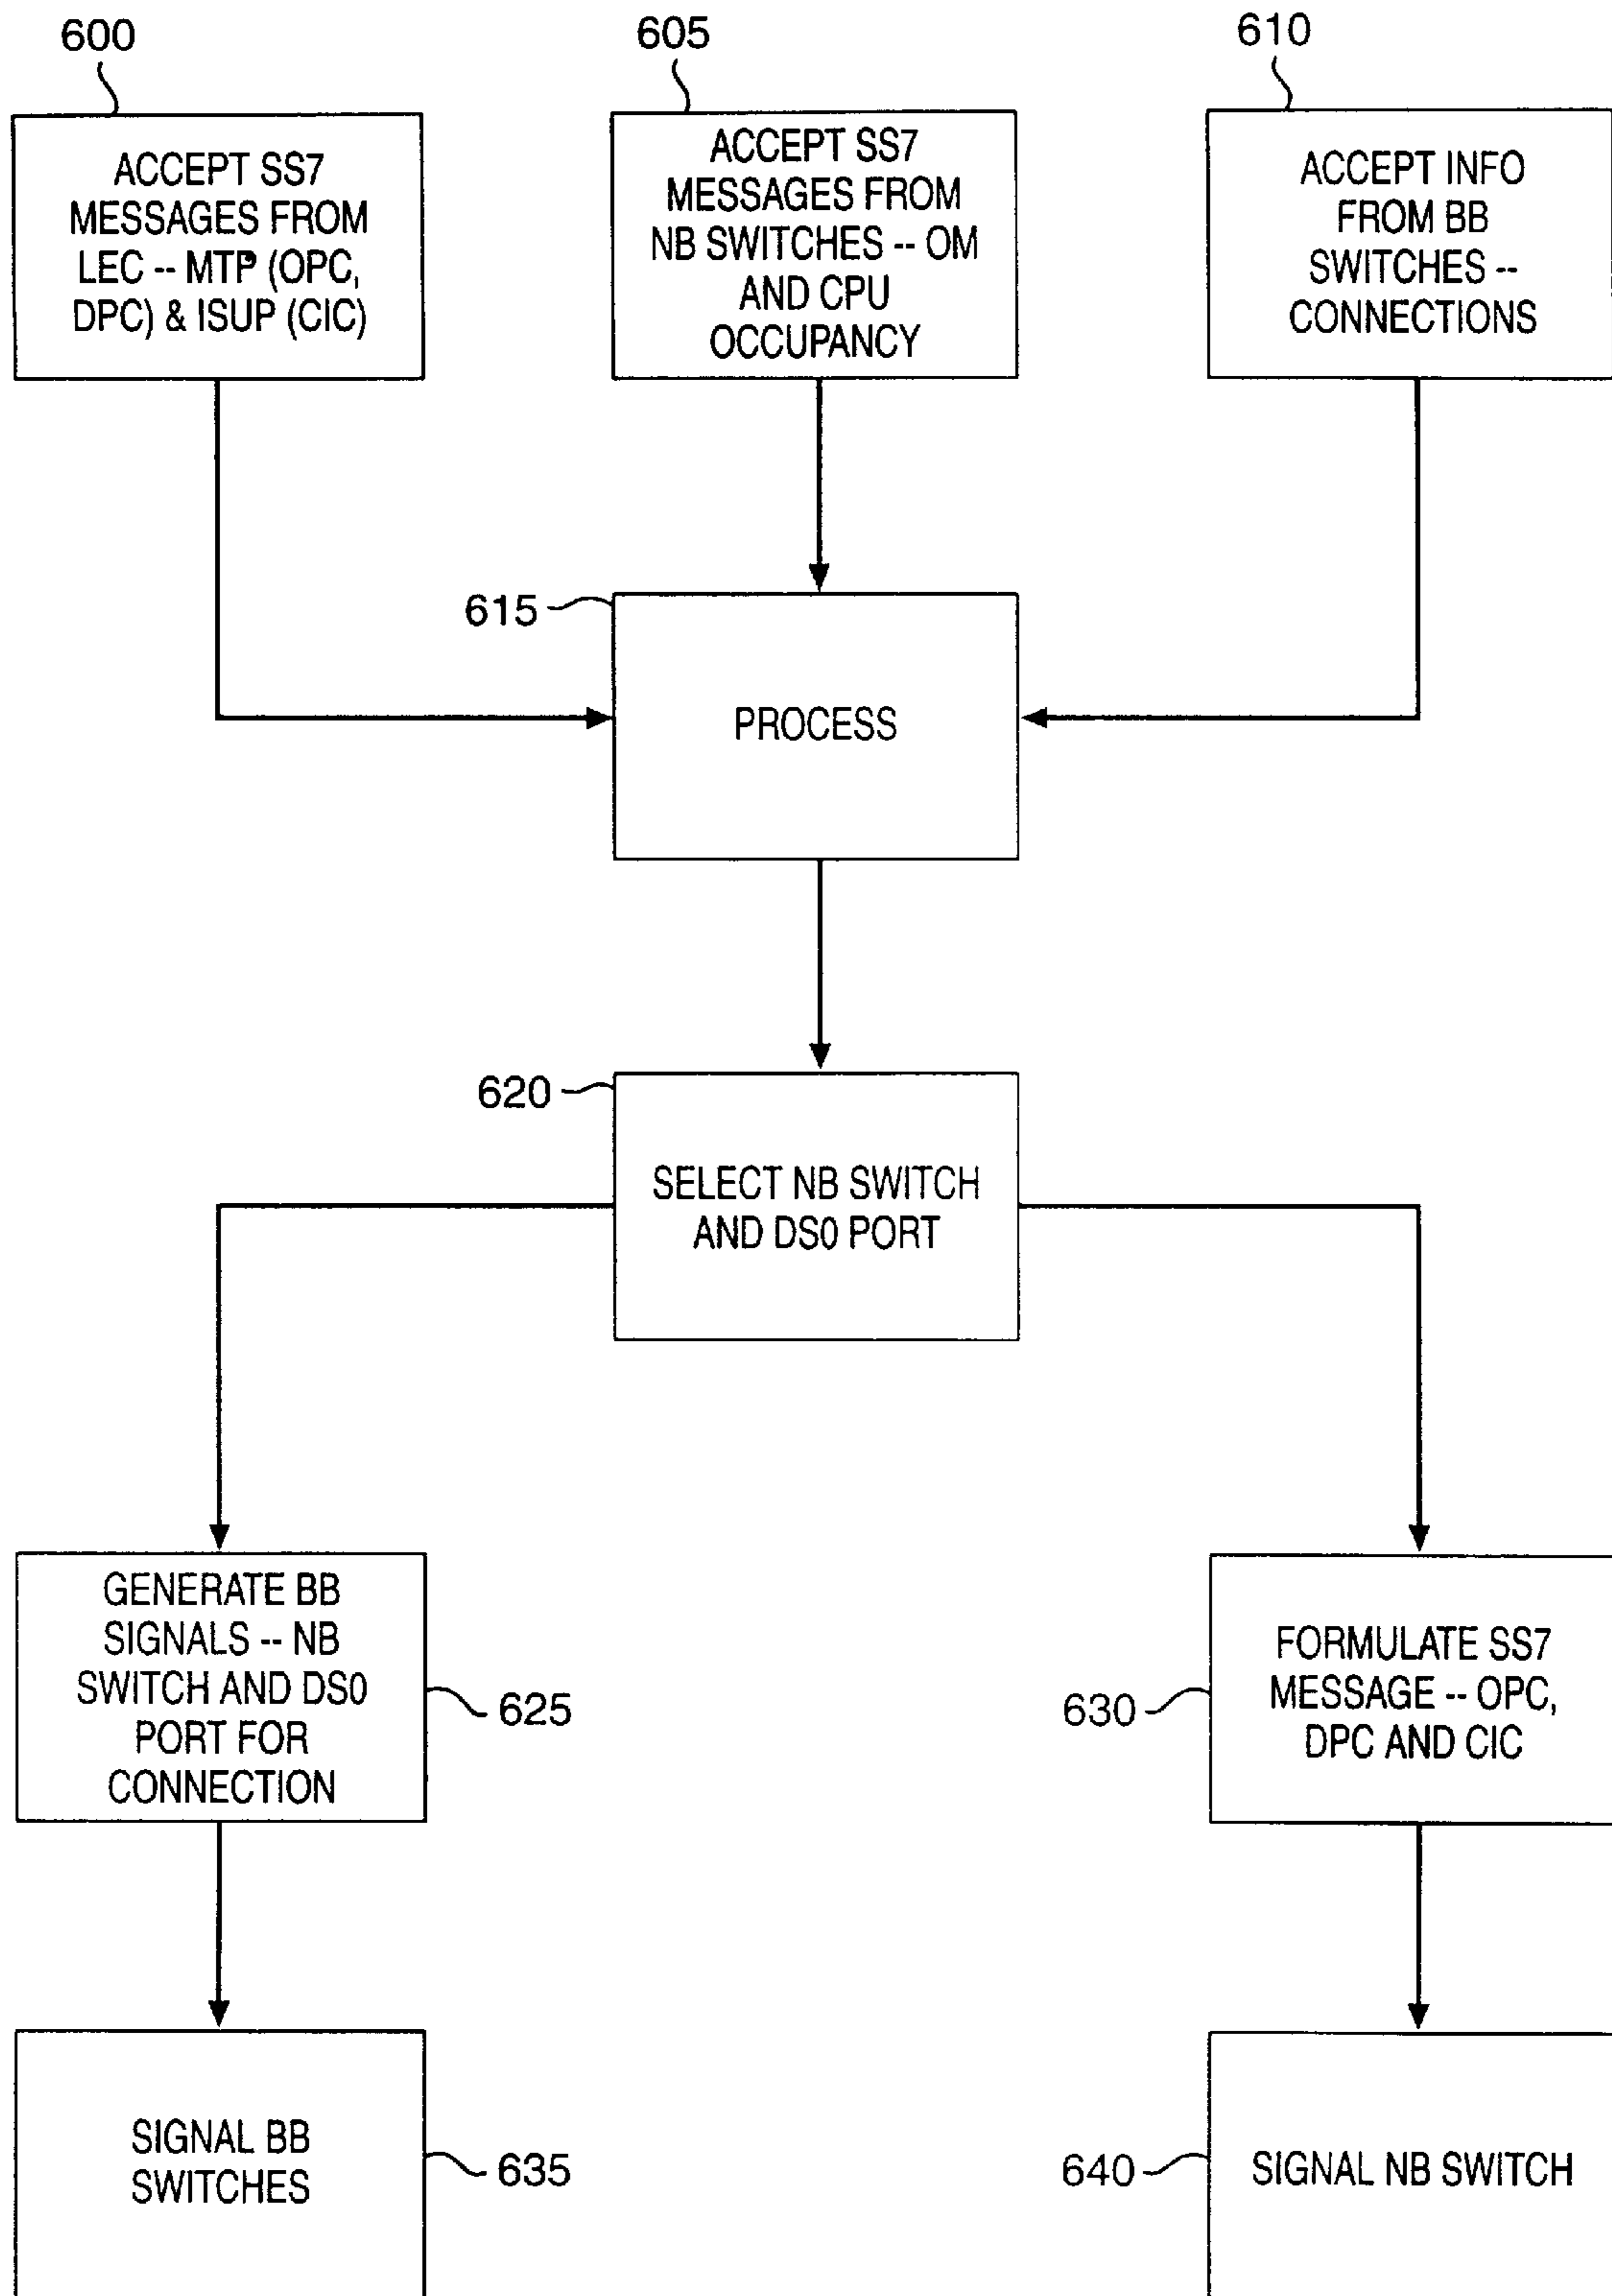 600
605
610
ACCEPT SS7
MESSAGES FROM
LEC -- MTP (OPC,
DPC) & ISUP (CIC)
ACCEPT SS7
MESSAGES FROM
NB SWITCHES -- OM
AND CPU
OCCUPANCY
ACCEPT INFO
FROM BB
SWITCHES --
CONNECTIONS
615
PROCESS
620
SELECT NB SWITCH
AND DS0 PORT
GENERATE BB
SIGNALS -- NB
SWITCH AND DS0
PORT FOR
CONNECTION
625
630
FORMULATE SS7
MESSAGE -- OPC,
DPC AND CIC
SIGNAL BB
SWITCHES
635
640
SIGNAL NB SWITCH